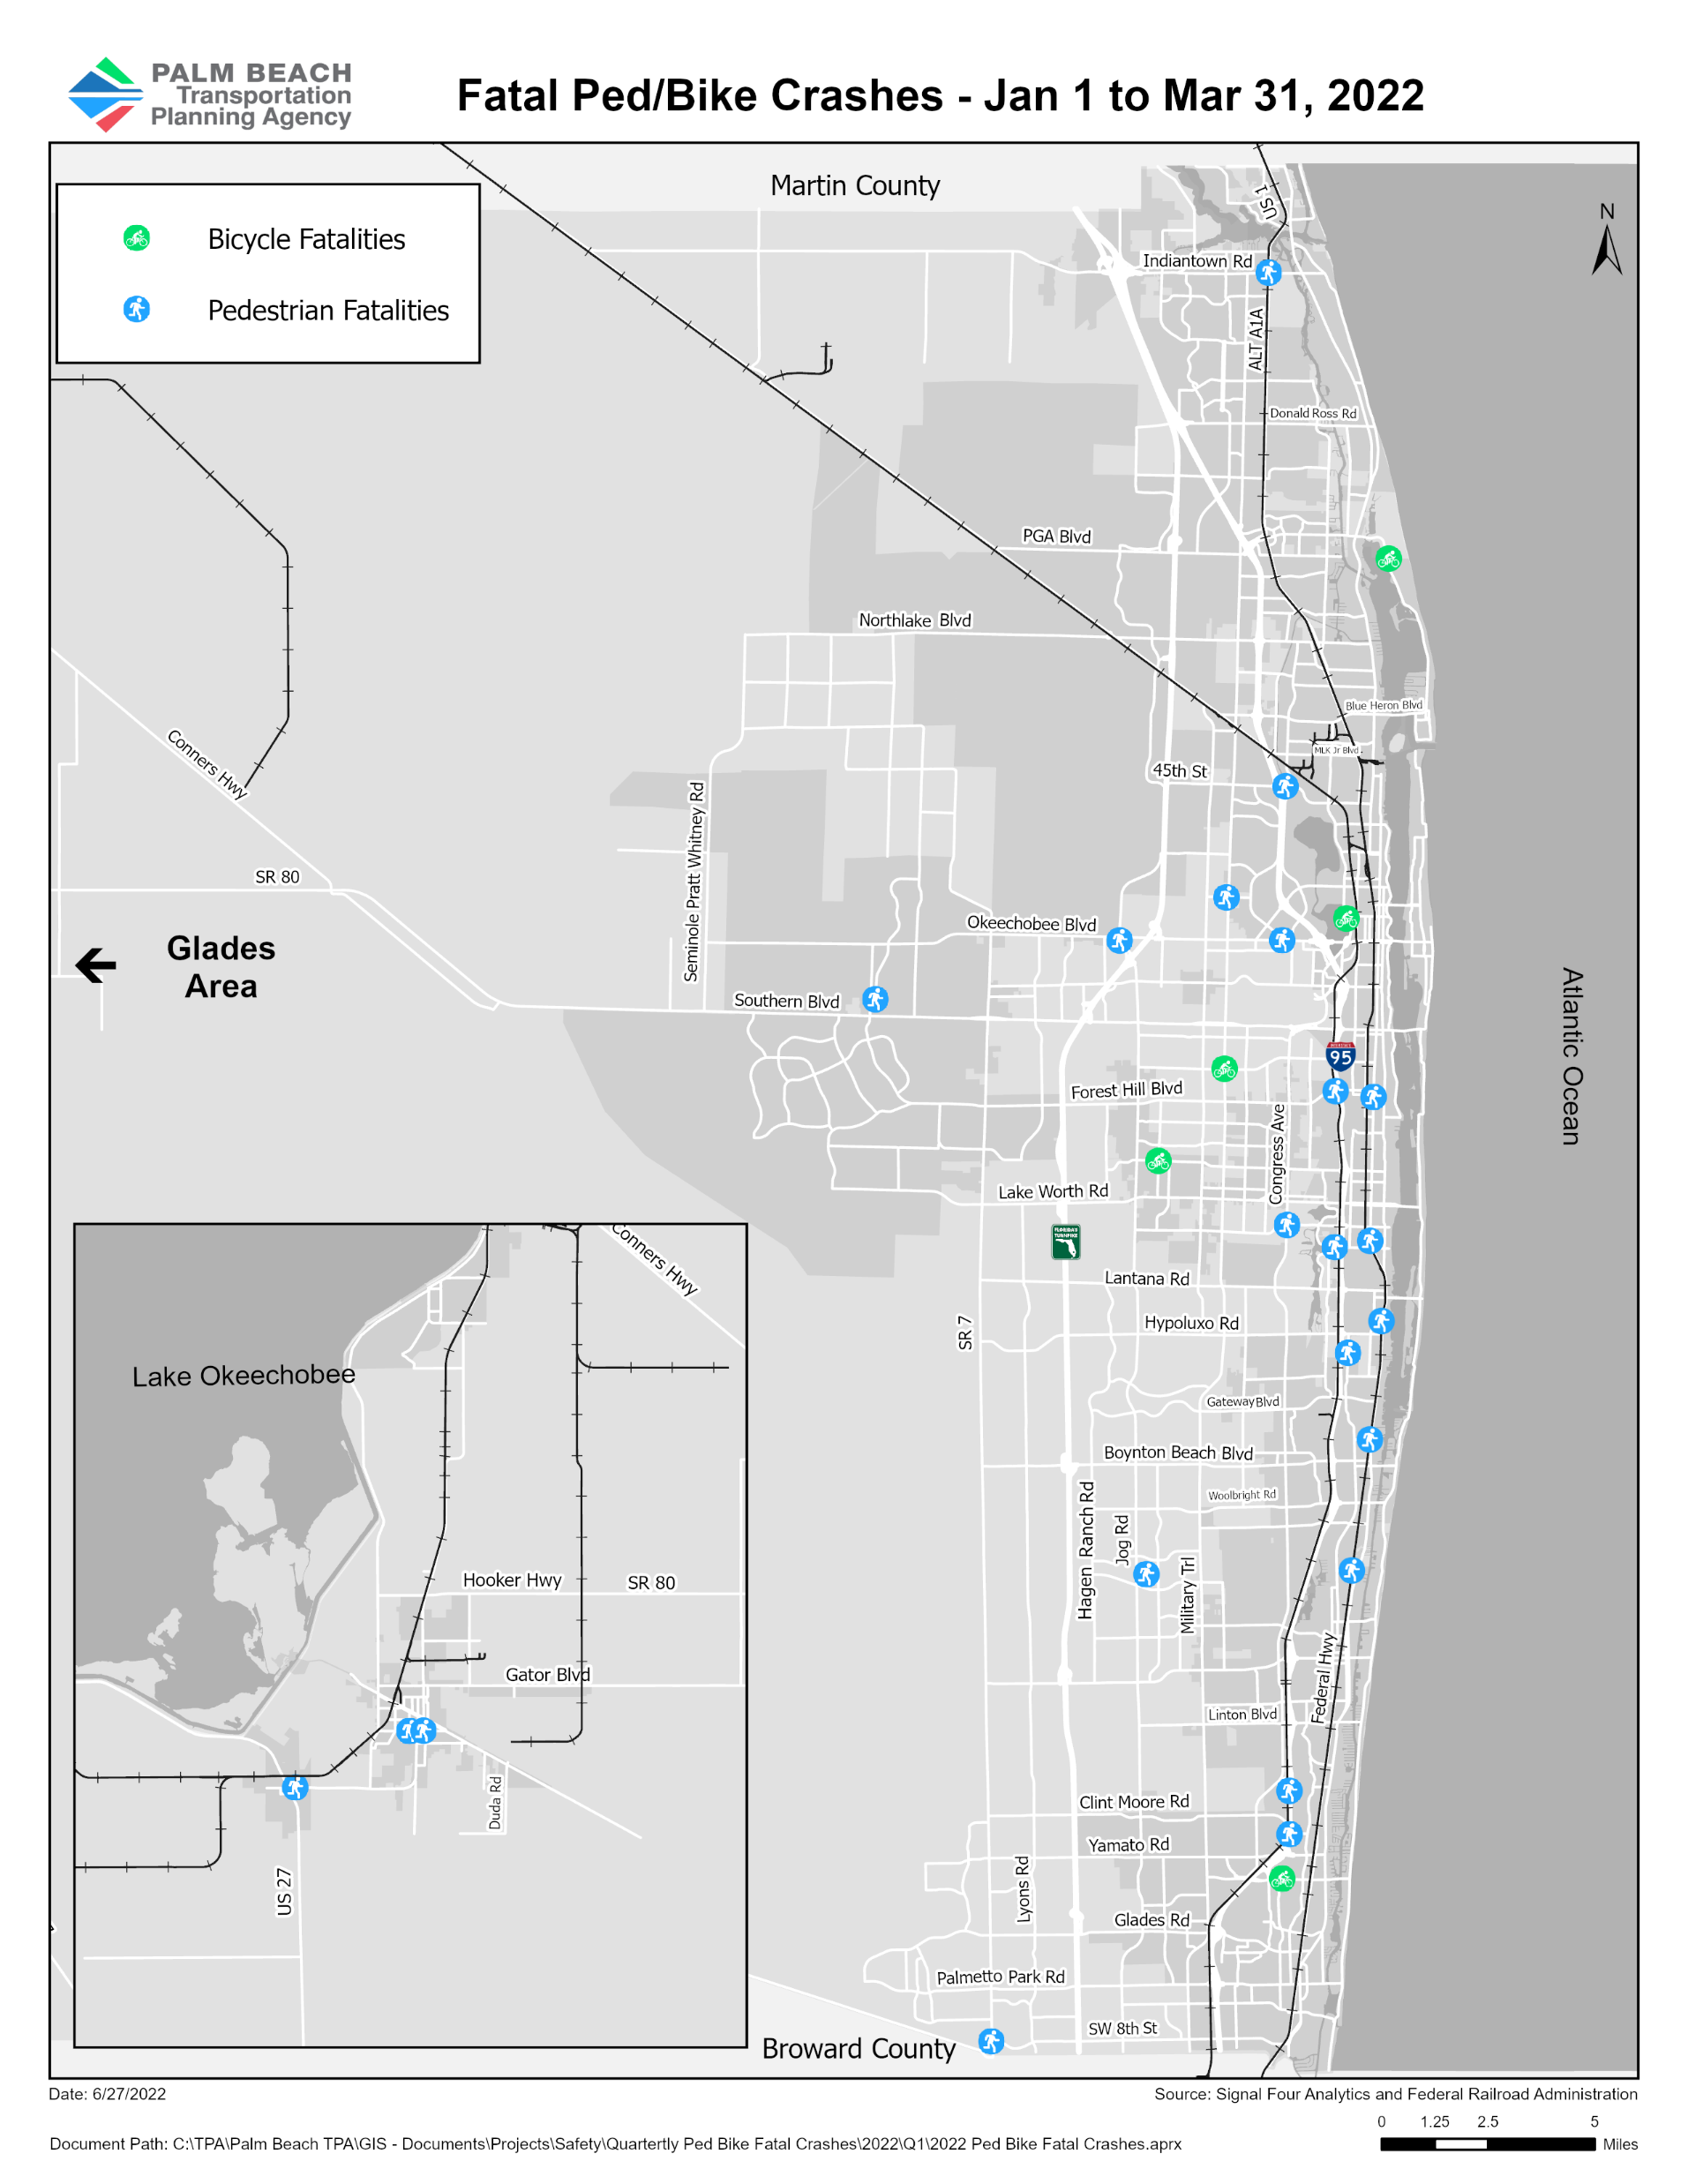 PALM BEACH
Transportation
Planning Agency
Fatal Ped/Bike Crashes - Jan 1 to Mar 31, 2022
Martin County
Bicycle Fatalities
Pedestrian Fatalities
US 1
N
Indiantown Rd
ALT A1A
Donald Ross Rd
PGA Blvd
Northlake Blvd
Blue Heron Blvd
MLK Jr Blvd
45th St
Conners Hwy
Seminole Pratt Whitney Rd
SR 80
Okeechobee Blvd
Glades
Area
Southern Blvd
Atlantic Ocean
95
Forest Hill Blvd
Congress Ave
Lake Worth Rd
FLORIDA'S
TURNPIKE
Lantana Rd
Hypoluxo Rd
SR 7
Gateway Blvd
Boynton Beach Blvd
Woolbright Rd
Hagen Ranch Rd
Jog Rd
Military Trl
Federal Hwy
Linton Blvd
Clint Moore Rd
Yamato Rd
Lyons Rd
Glades Rd
Palmetto Park Rd
SW 8th St
Broward County
Conners Hwy
Lake Okeechobee
Hooker Hwy
SR 80
Gator Blvd
Duda Rd
US 27
Date: 6/27/2022
Source: Signal Four Analytics and Federal Railroad Administration
0 1.25 2.5 5
Miles
Document Path: C:\TPA\Palm Beach TPA\GIS - Documents\Projects\Safety\Quartertly Ped Bike Fatal Crashes\2022\Q1\2022 Ped Bike Fatal Crashes.aprx